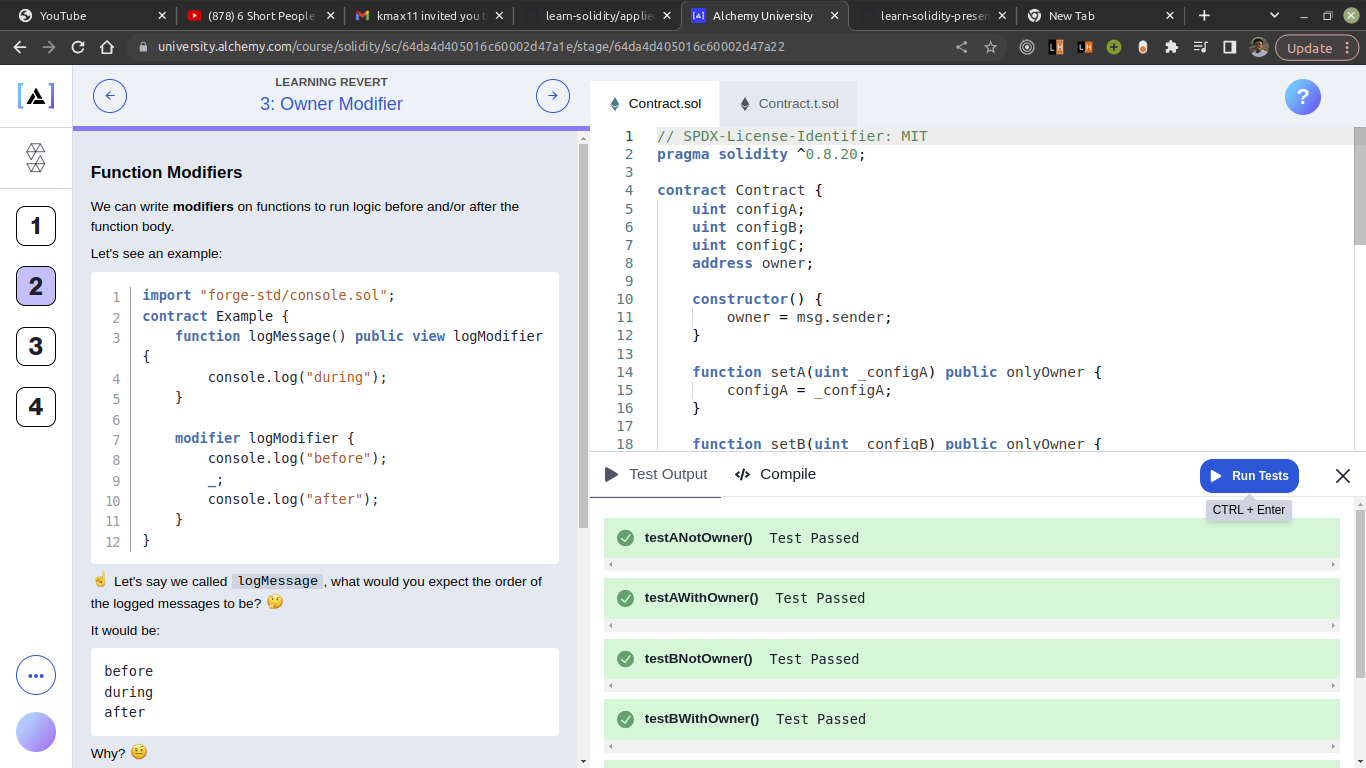 YouTube
(878) 6 Short People
kmax11 invited you t
learn-solidity/applie
Alchemy University
learn-solidity-presen
New Tab
university.alchemy.com/course/solidity/sc/64da4d405016c60002d47a1e/stage/64da4d405016c60002d47a22
LH
LH
Update
LEARNING REVERT
3: Owner Modifier
1
2
3
4
Function Modifiers
We can write modifiers on functions to run logic before and/or after the
function body.
Let's see an example:
1 import "forge-std/console.sol";
2 contract Example {
3 function logMessage() public view logModifier
{
4 console.log("during");
5 }
6
7 modifier logModifier {
8 console.log("before");
9 _;
10 console.log("after");
11 }
12 }
☝ Let's say we called logMessage, what would you expect the order of
the logged messages to be? 🤔
It would be:
before
during
after
Why? 🤨
Contract.sol
Contract.t.sol
?
1 // SPDX-License-Identifier: MIT
2 pragma solidity ^0.8.20;
3
4 contract Contract {
5 uint configA;
6 uint configB;
7 uint configC;
8 address owner;
9
10 constructor() {
11 owner = msg.sender;
12 }
13
14 function setA(uint _configA) public onlyOwner {
15 configA = _configA;
16 }
17
18 function setB(uint _configB) public onlyOwner {
Test Output
Compile
Run Tests
CTRL + Enter
testANotOwner() Test Passed
testAWithOwner() Test Passed
testBNotOwner() Test Passed
testBWithOwner() Test Passed